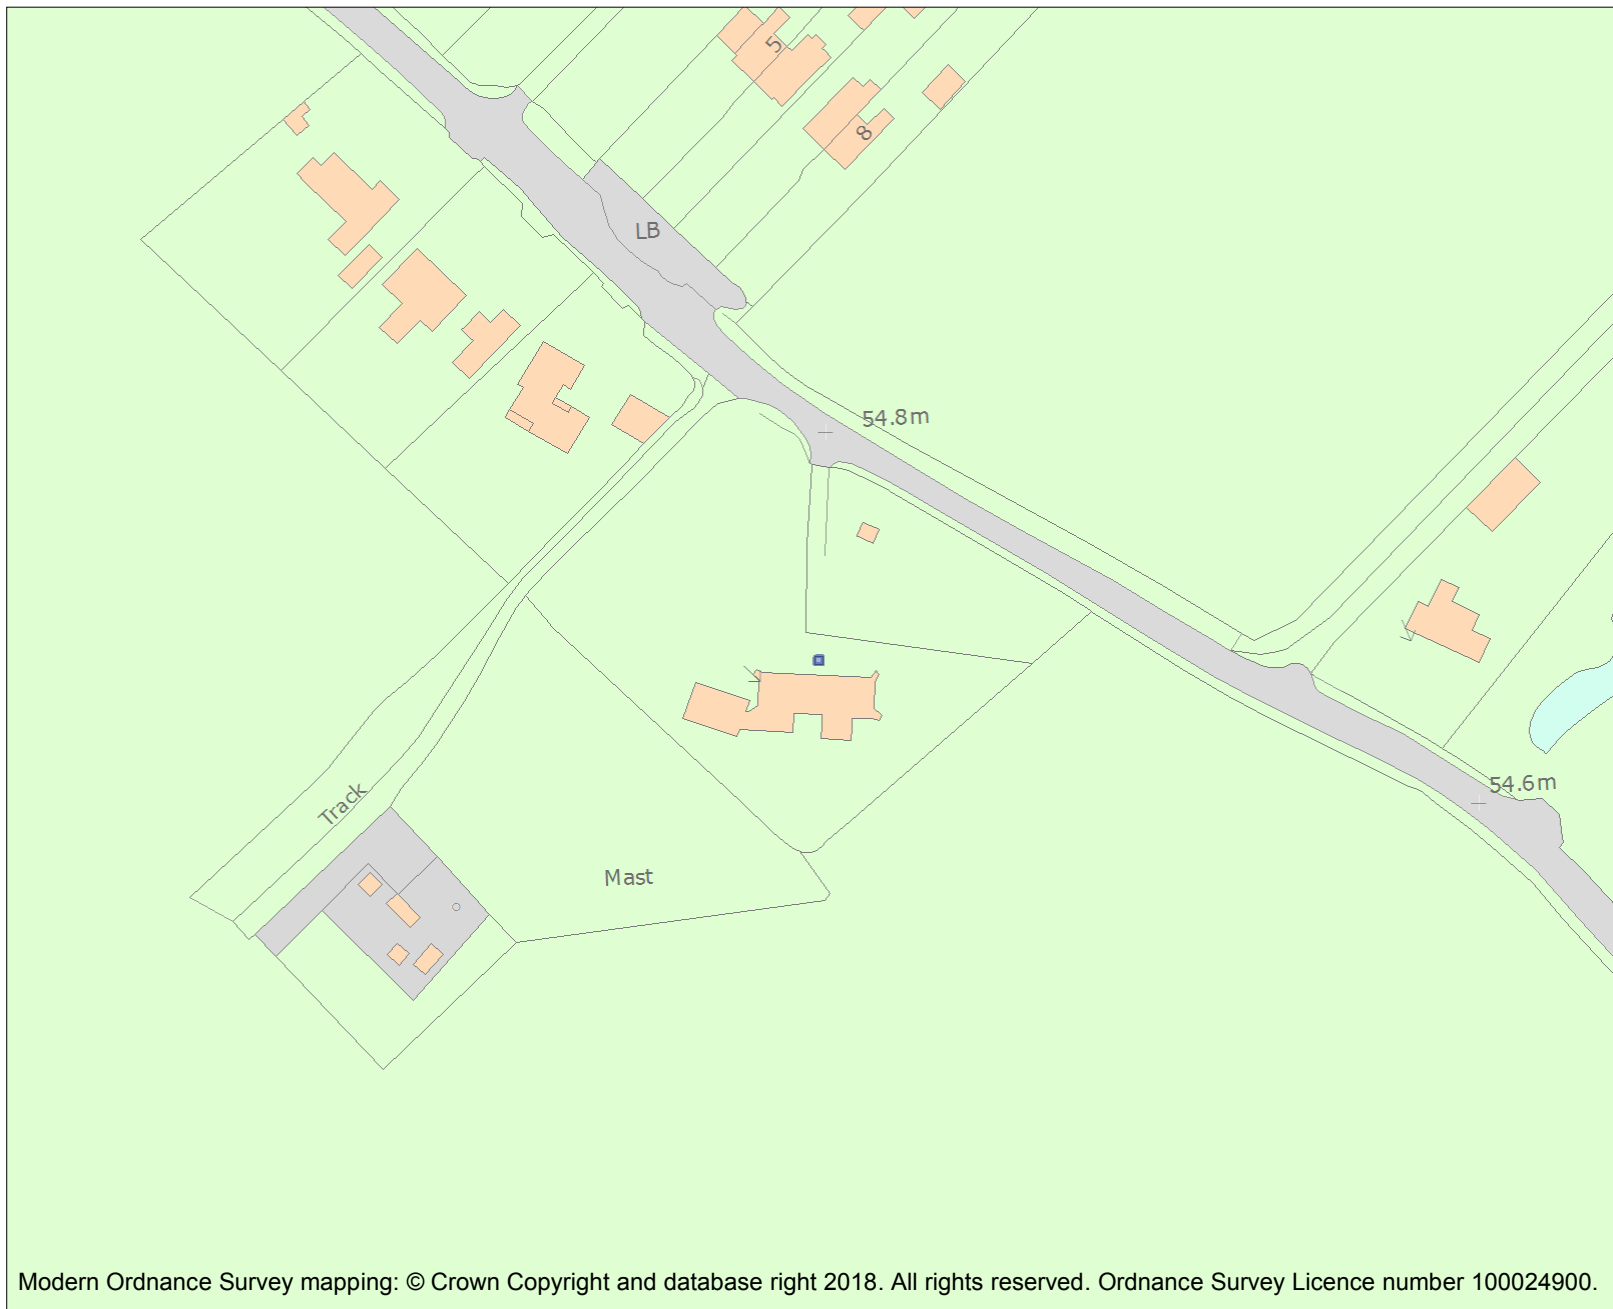 5
8
LB
54.8m
54.6m
Track
Mast
Modern Ordnance Survey mapping: © Crown Copyright and database right 2018. All rights reserved. Ordnance Survey Licence number 100024900.